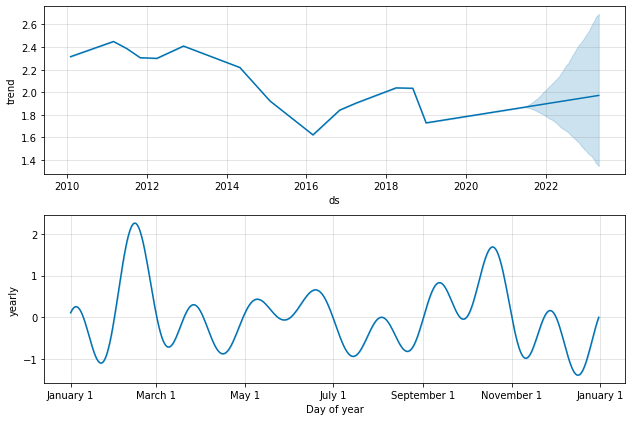 2.6
2.4
2.2
2.0
1.8
1.6
1.4
trend
2010 2012 2014 2016 2018 2020 2022
ds
2
1
0
−1
yearly
January 1 March 1 May 1 July 1 September 1 November 1 January 1
Day of year